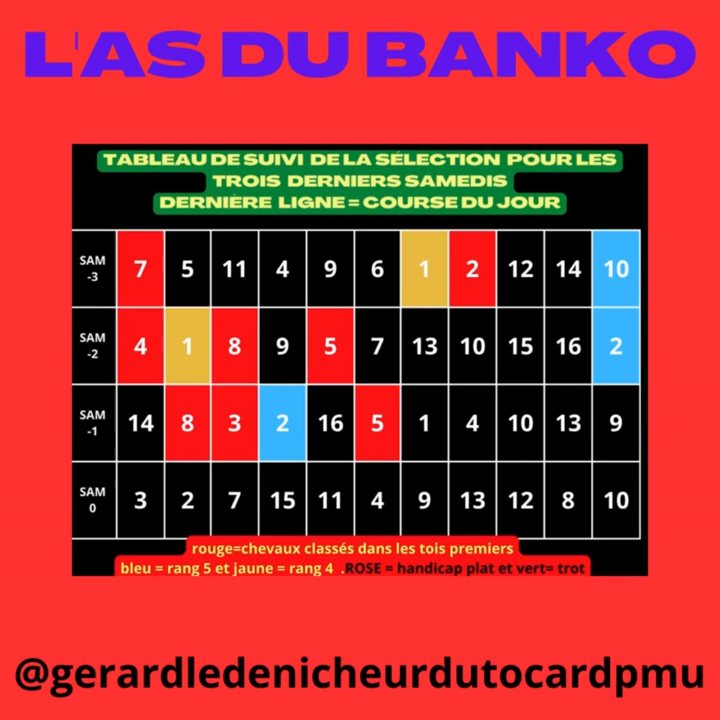 L'AS DU BANKO
TABLEAU DE SUIVI DE LA SÉLECTION POUR LES
TROIS DERNIERS SAMEDIS
DERNIÈRE LIGNE = COURSE DU JOUR
SAM -3 7 5 11 4 9 6 1 2 12 14 10
SAM -2 4 1 8 9 5 7 13 10 15 16 2
SAM -1 14 8 3 2 16 5 1 4 10 13 9
SAM 0 3 2 7 15 11 4 9 13 12 8 10
rouge=chevaux classés dans les tois premiers
bleu = rang 5 et jaune = rang 4 .ROSE = handicap plat et vert= trot
@gerardledenicheurdutocardpmu